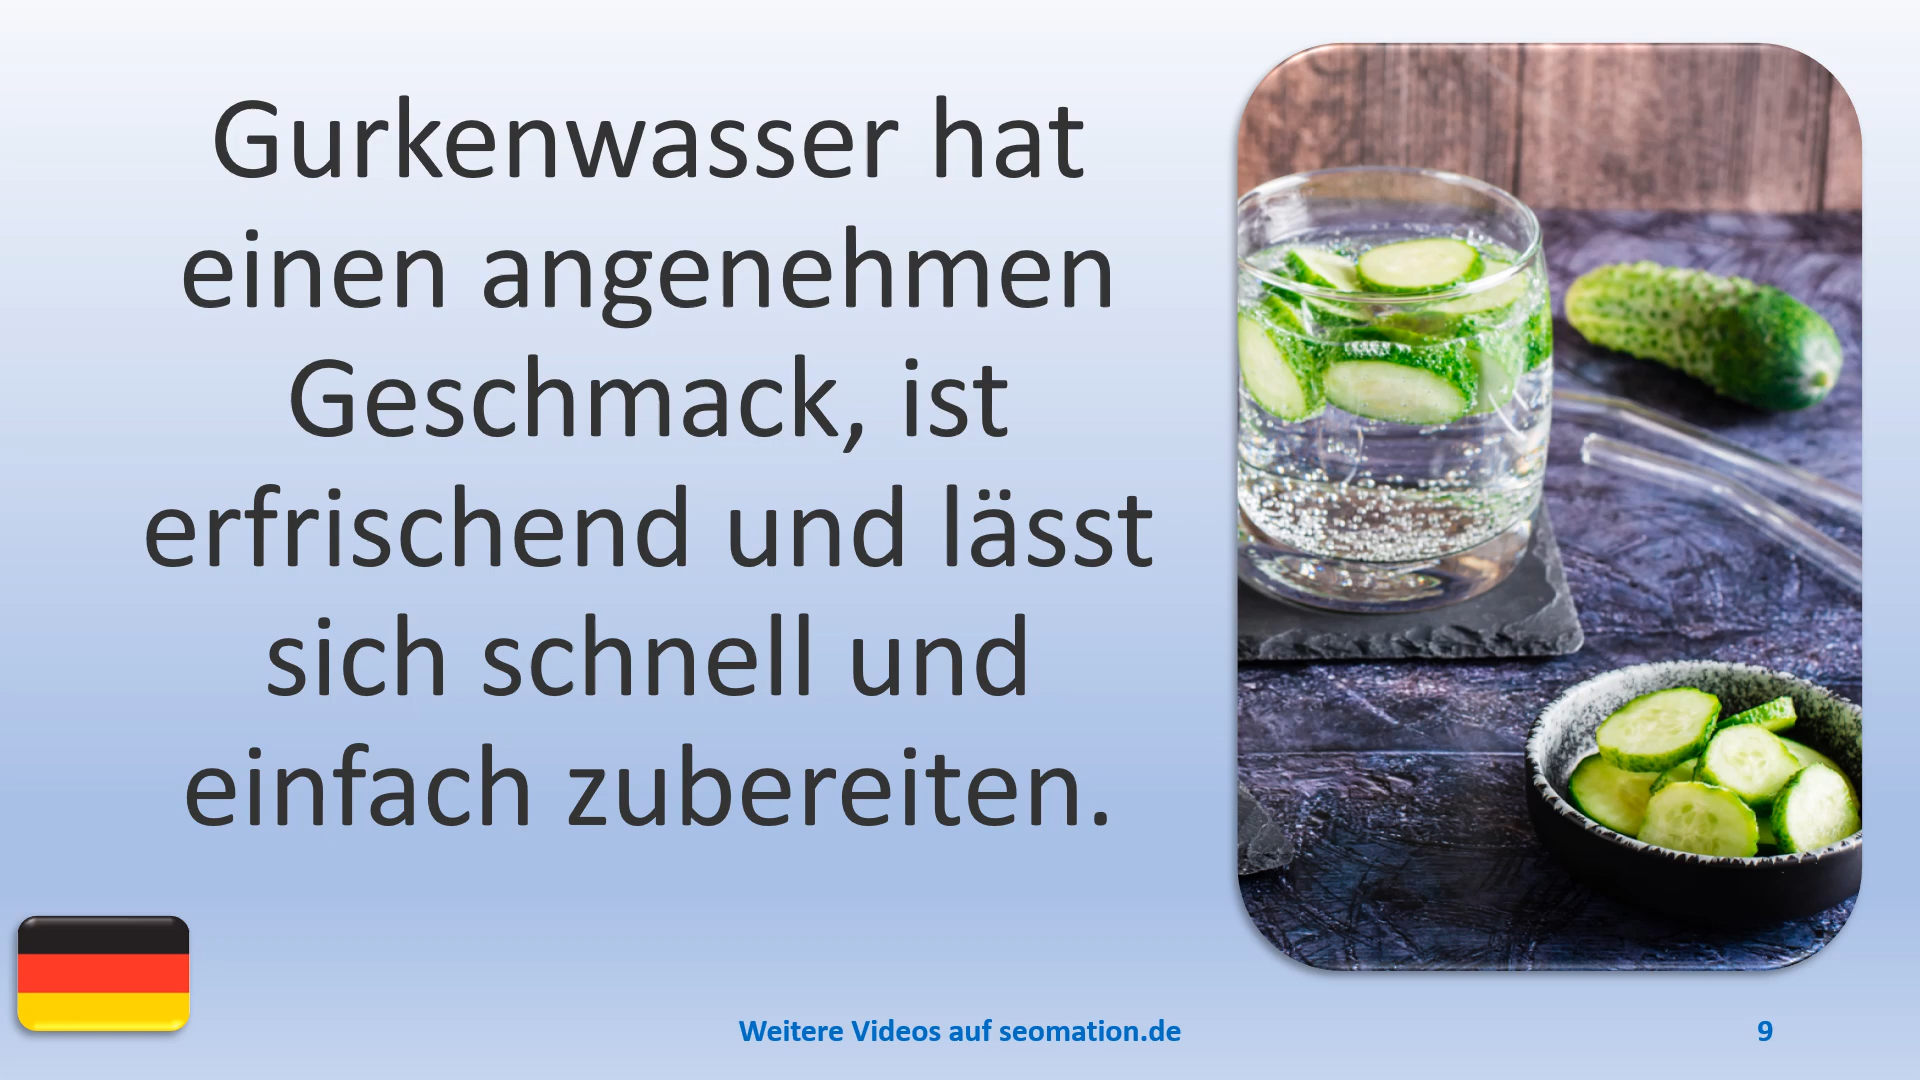 Gurkenwasser hat
einen angenehmen
Geschmack, ist
erfrischend und lässt
sich schnell und
einfach zubereiten.
Weitere Videos auf seomation.de
9